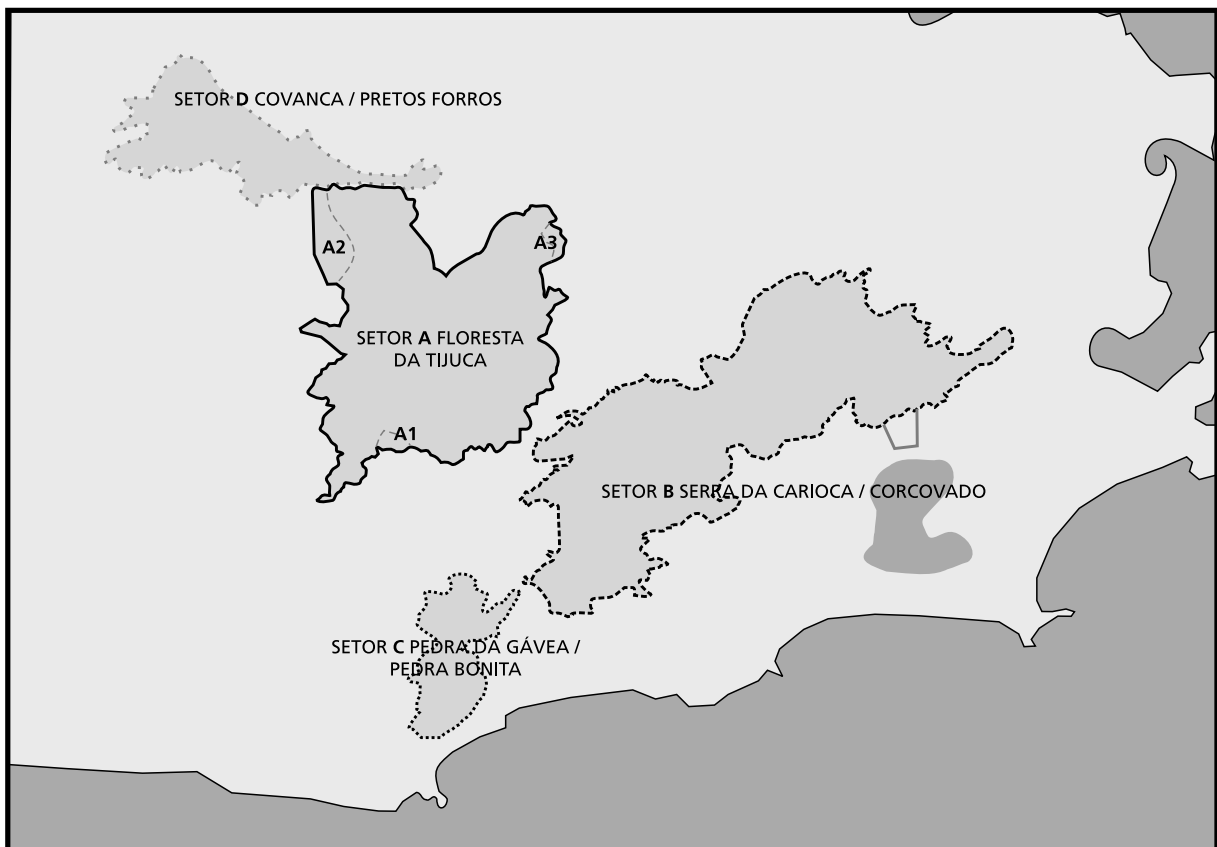 SETOR D COVANCA / PRETOS FORROS
A2
A3
SETOR A FLORESTA
DA TIJUCA
A1
SETOR B SERRA DA CARIOCA / CORCOVADO
SETOR C PEDRA DA GÁVEA /
PEDRA BONITA